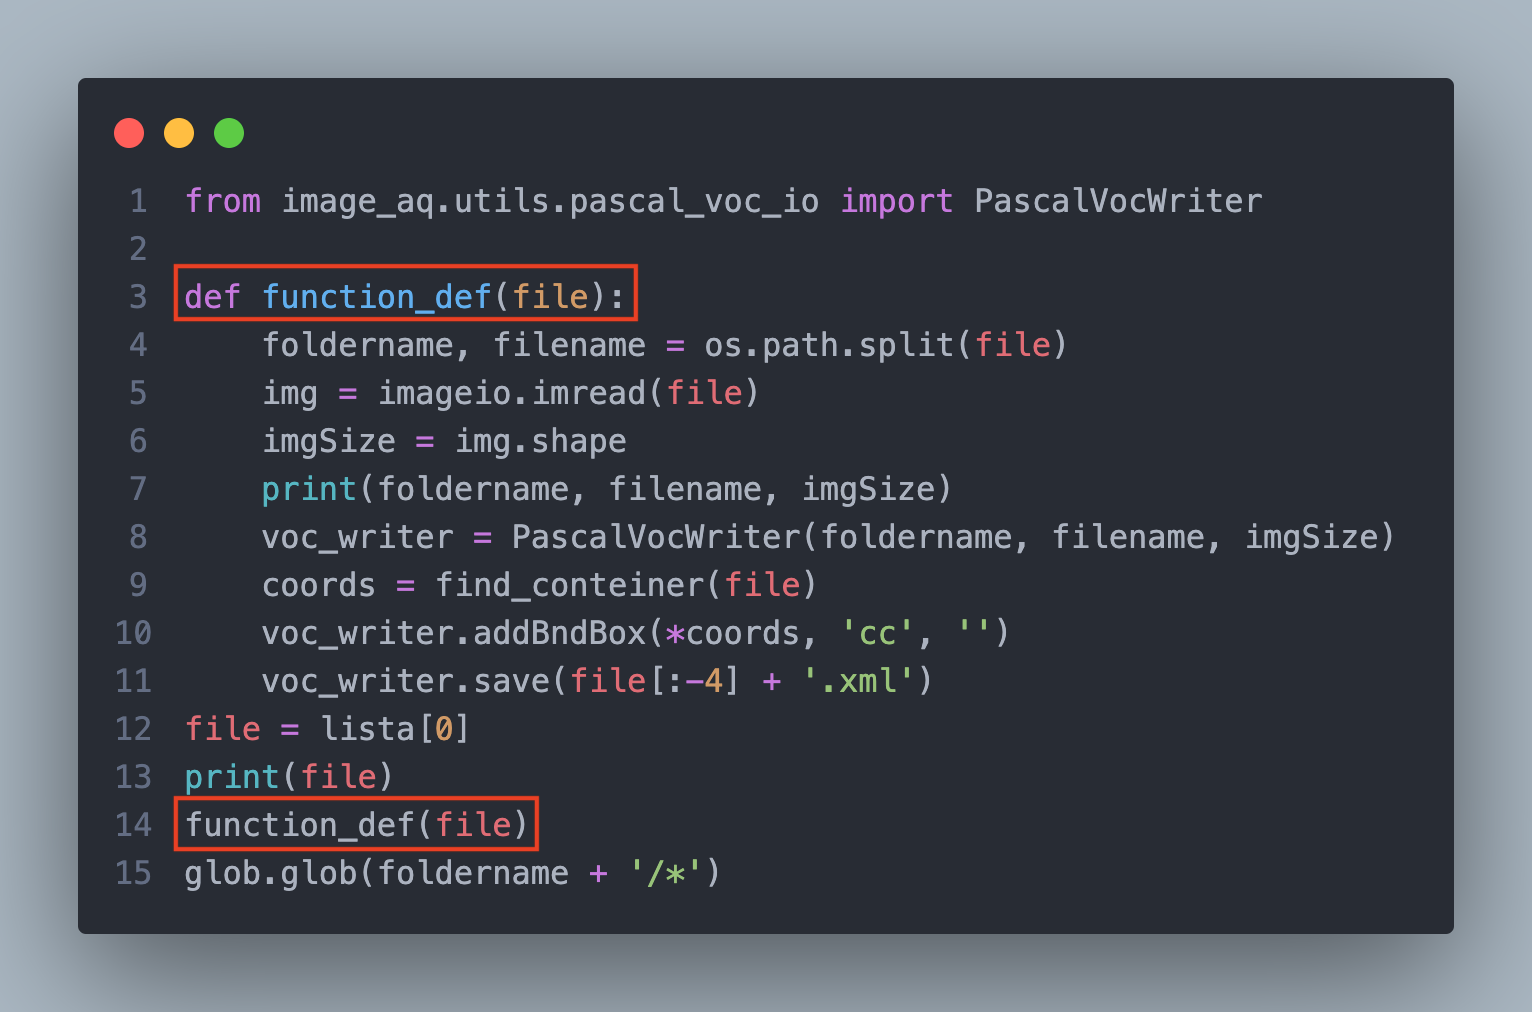 1 from image_aq.utils.pascal_voc_io import PascalVocWriter
2
3 def function_def(file):
4     foldername, filename = os.path.split(file)
5     img = imageio.imread(file)
6     imgSize = img.shape
7     print(foldername, filename, imgSize)
8     voc_writer = PascalVocWriter(foldername, filename, imgSize)
9     coords = find_conteiner(file)
10     voc_writer.addBndBox(*coords, 'cc', '')
11     voc_writer.save(file[:-4] + '.xml')
12 file = lista[0]
13 print(file)
14 function_def(file)
15 glob.glob(foldername + '/*')